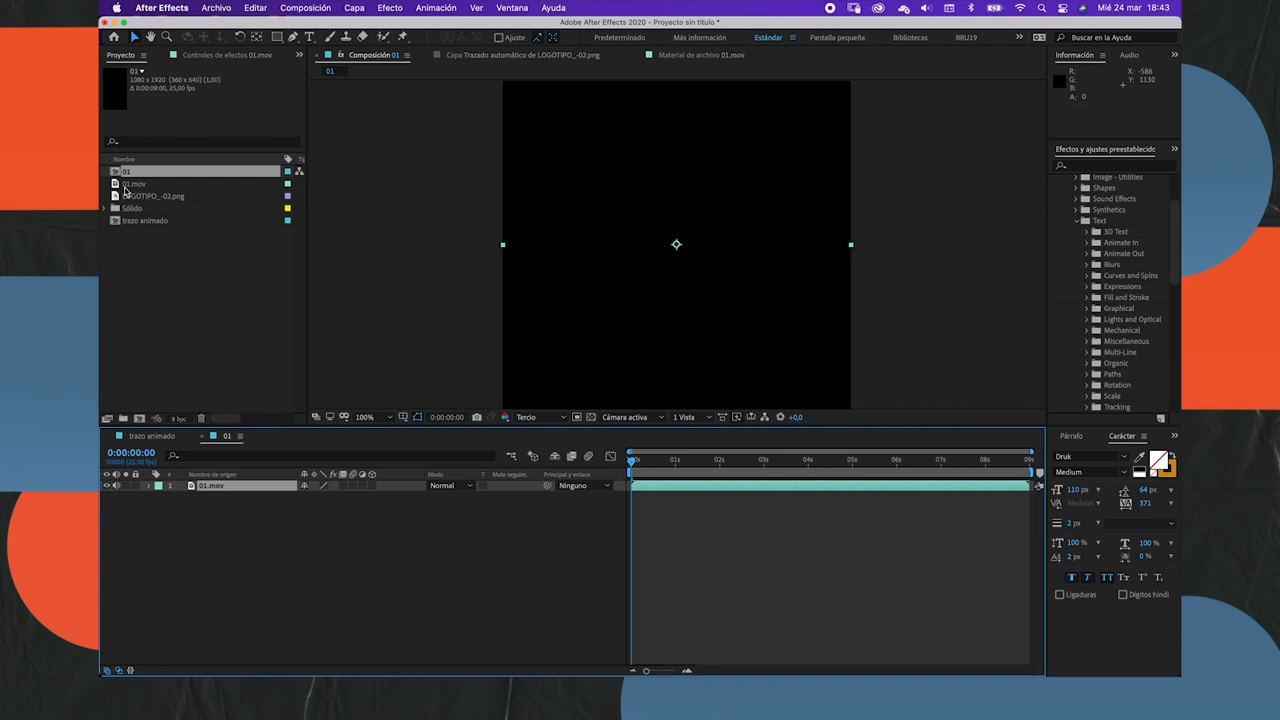 After Effects Archivo Editar Composición Capa Efecto Animación Ver Ventana Ayuda Mié 24 mar 18:43
Adobe After Effects 2020 - Proyecto sin título *
Ajuste Predeterminado Más información Estándar Pantalla pequeña Bibliotecas BRU19 Buscar en la Ayuda
Proyecto Controles de efectos 01.mov Composición 01 Capa Trazado automático de LOGOTIPO_-02.png Material de archivo 01.mov Información Audio
01
1080 x 1920 (360 x 640) (1,00)
Δ 0:00:09:00, 25,00 fps
01
R:
G:
B:
A: 0
X: -586
Y: 1130
Efectos y ajustes preestablecidc
Nombre
01
01.mov
LOGOTIPO_-02.png
Sólido
trazo animado
Image - Utilities
Shapes
Sound Effects
Synthetics
Text
3D Text
Animate In
Animate Out
Blurs
Curves and Spins
Expressions
Fill and Stroke
Graphical
Lights and Optical
Mechanical
Miscellaneous
Multi-Line
Organic
Paths
Rotation
Scale
Tracking
8 bpc 100% 0:00:00:00 Tercio Cámara activa 1 Vista +0,0
trazo animado 01
0:00:00:00
00000 (25.00 fps)
01s 02s 03s 04s 05s 06s 07s 08s 09s
# Nombre de origen Modo T Mate seguim. Principal y enlace
1 01.mov Normal Ninguno
Párrafo Carácter
Druk
Medium
110 px 64 px
Medidas 371
2 px
100 % 100 %
2 px 0 %
T T TT Tт T¹ T₁
Ligaduras Dígitos hindi